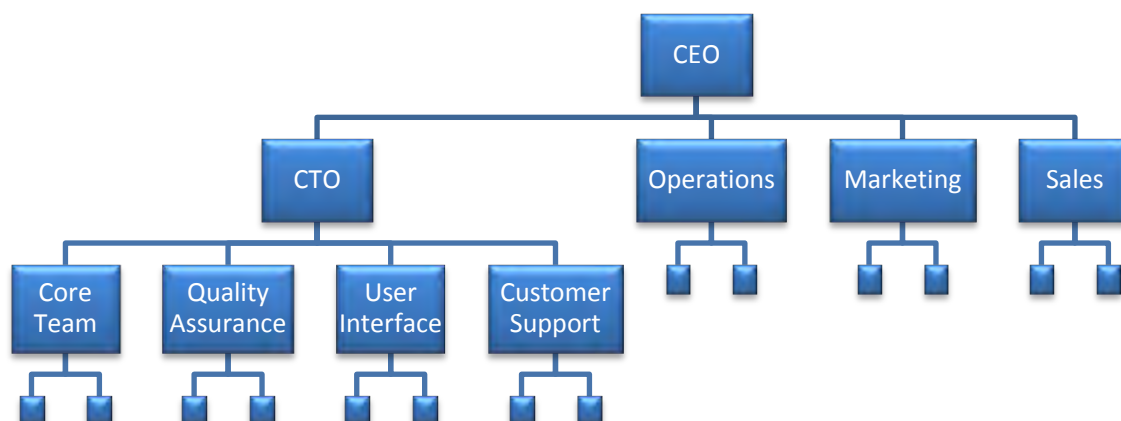 CEO
CTO
Operations
Marketing
Sales
Core
Team
Quality
Assurance
User
Interface
Customer
Support